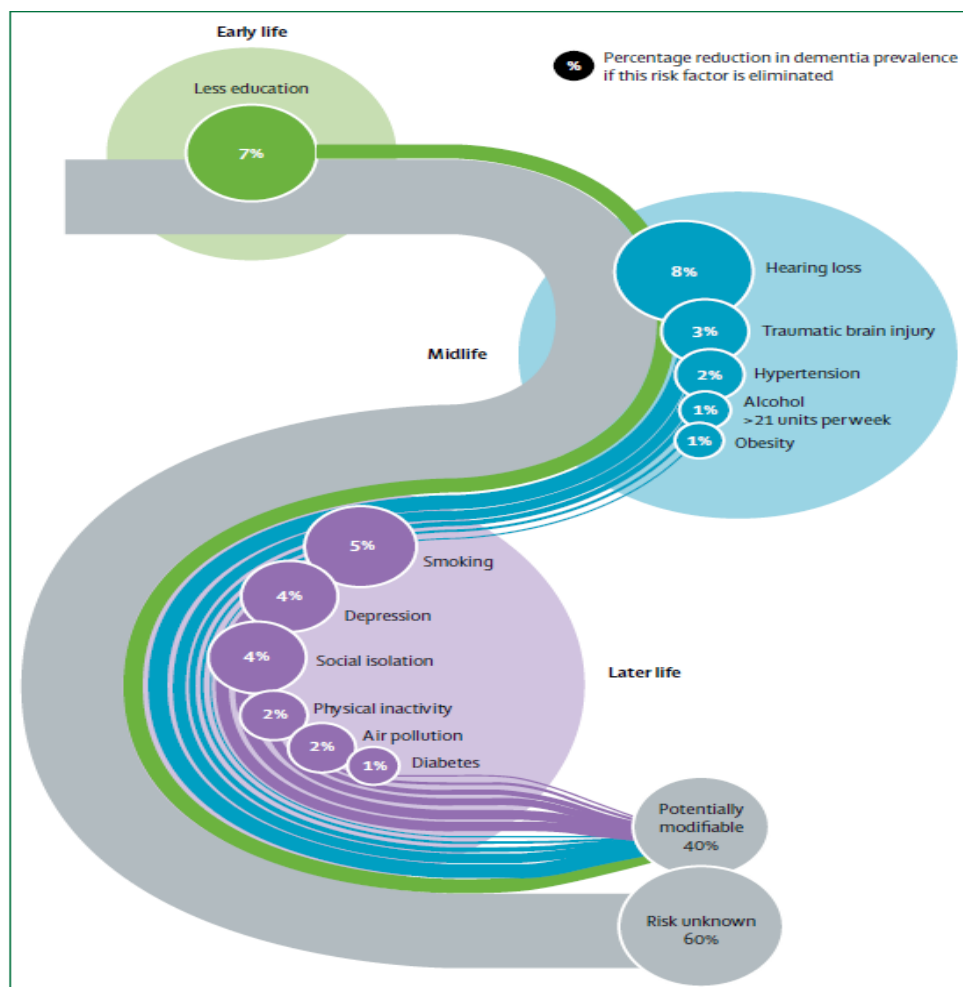 Early life
% Percentage reduction in dementia prevalence
if this risk factor is eliminated
Less education
7%
8% Hearing loss
3% Traumatic brain injury
Midlife
2% Hypertension
1% Alcohol
>21 units per week
1% Obesity
5% Smoking
4% Depression
4% Social isolation
Later life
2% Physical inactivity
2% Air pollution
1% Diabetes
Potentially
modifiable
40%
Risk unknown
60%